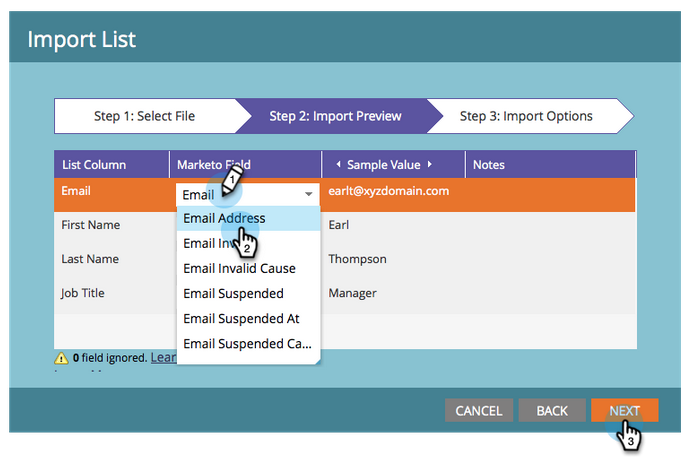 Import List
Step 1: Select File
Step 2: Import Preview
Step 3: Import Options
List Column
Marketo Field
Sample Value
Notes
Email
Email
1
earlt@xyzdomain.com
Email Address
First Name
Earl
Email Inv
2
Last Name
Email Invalid Cause
Thompson
Job Title
Email Suspended
Manager
Email Suspended At
Email Suspended Ca...
0 field ignored. Lear
CANCEL
BACK
NEXT
3